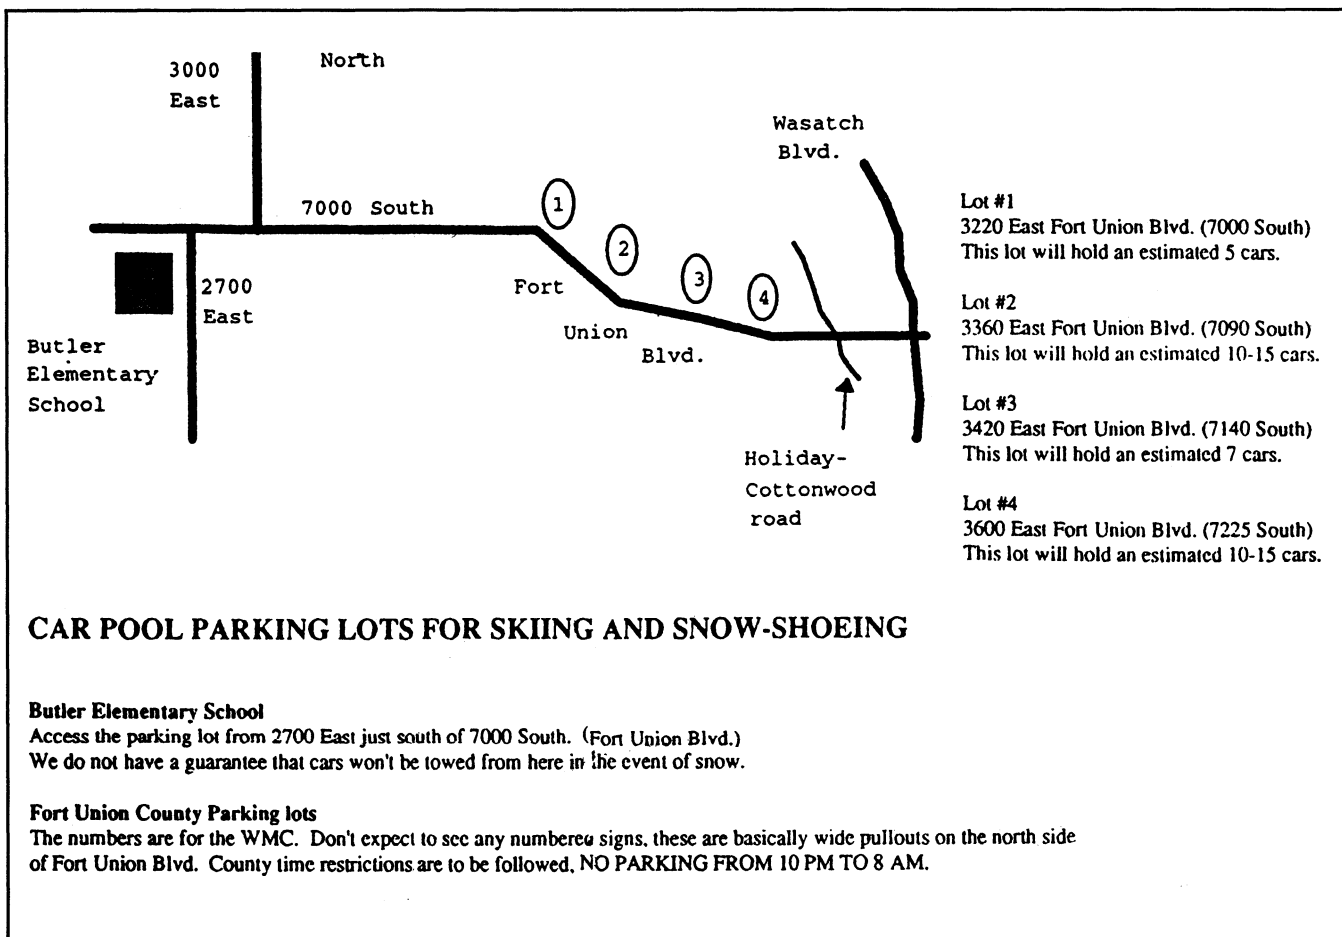 North
3000
East
Wasatch
Blvd.
7000 South
1
2
3
4
2700
East
Fort
Union
Blvd.
Butler
Elementary
School
Holiday-
Cottonwood
road
Lot #1
3220 East Fort Union Blvd. (7000 South)
This lot will hold an estimated 5 cars.
Lot #2
3360 East Fort Union Blvd. (7090 South)
This lot will hold an estimated 10-15 cars.
Lot #3
3420 East Fort Union Blvd. (7140 South)
This lot will hold an estimated 7 cars.
Lot #4
3600 East Fort Union Blvd. (7225 South)
This lot will hold an estimated 10-15 cars.
CAR POOL PARKING LOTS FOR SKIING AND SNOW-SHOEING
Butler Elementary School
Access the parking lot from 2700 East just south of 7000 South. (Fort Union Blvd.)
We do not have a guarantee that cars won't be towed from here in the event of snow.
Fort Union County Parking lots
The numbers are for the WMC. Don't expect to see any numbered signs, these are basically wide pullouts on the north side
of Fort Union Blvd. County time restrictions are to be followed, NO PARKING FROM 10 PM TO 8 AM.